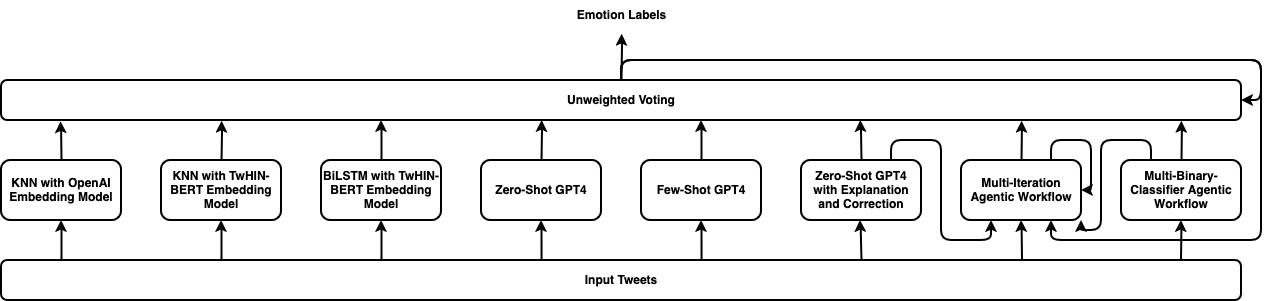 Emotion Labels
Unweighted Voting
KNN with OpenAI
Embedding Model
KNN with TwHIN-
BERT Embedding
Model
BiLSTM with TwHIN-
BERT Embedding
Model
Zero-Shot GPT4
Few-Shot GPT4
Zero-Shot GPT4
with Explanation
and Correction
Multi-Iteration
Agentic Workflow
Multi-Binary-
Classifier Agentic
Workflow
Input Tweets